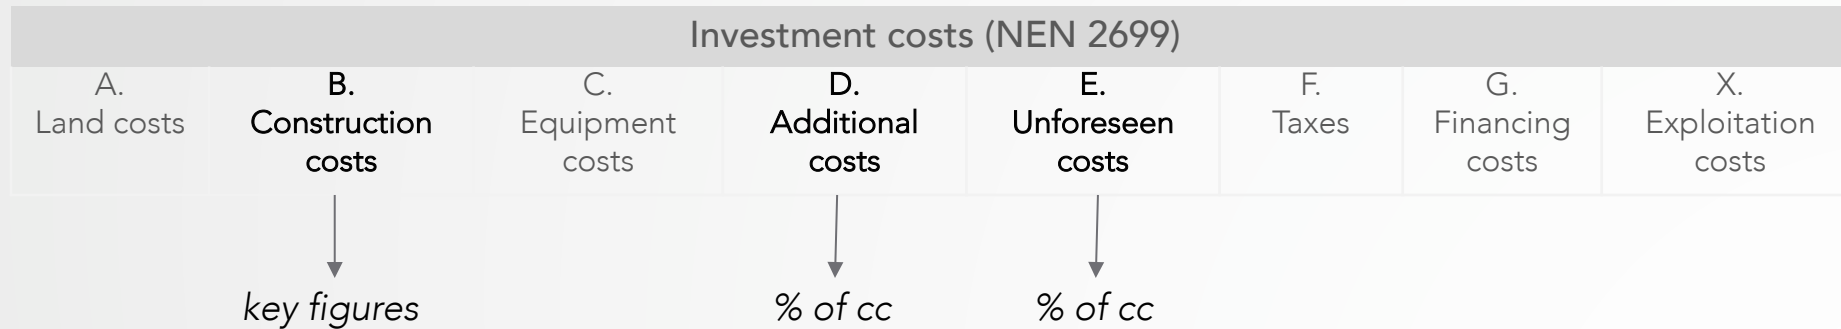 Investment costs (NEN 2699)
A.
Land costs
B.
Construction
costs
C.
Equipment
costs
D.
Additional
costs
E.
Unforeseen
costs
F.
Taxes
G.
Financing
costs
X.
Exploitation
costs
key figures
% of cc
% of cc